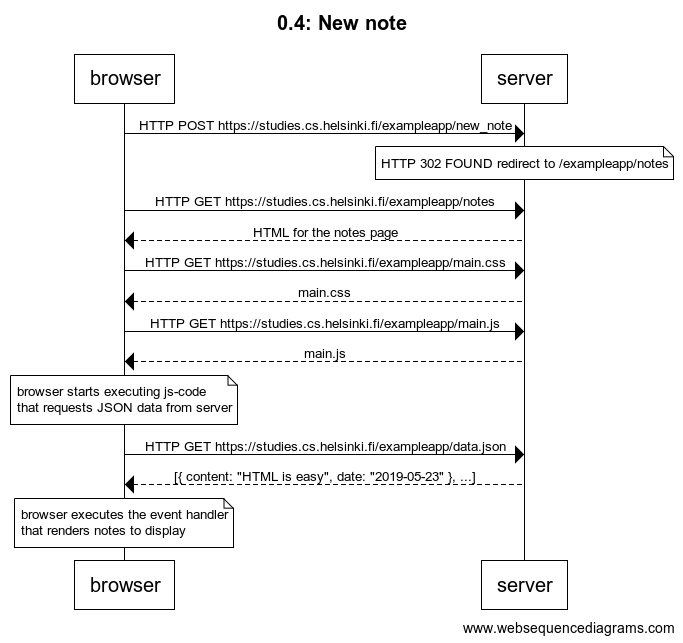 0.4: New note
browser
server
HTTP POST https://studies.cs.helsinki.fi/exampleapp/new_note
HTTP 302 FOUND redirect to /exampleapp/notes
HTTP GET https://studies.cs.helsinki.fi/exampleapp/notes
HTML for the notes page
HTTP GET https://studies.cs.helsinki.fi/exampleapp/main.css
main.css
HTTP GET https://studies.cs.helsinki.fi/exampleapp/main.js
main.js
browser starts executing js-code
that requests JSON data from server
HTTP GET https://studies.cs.helsinki.fi/exampleapp/data.json
[{ content: "HTML is easy", date: "2019-05-23" }, ...]
browser executes the event handler
that renders notes to display
browser
server
www.websequencediagrams.com